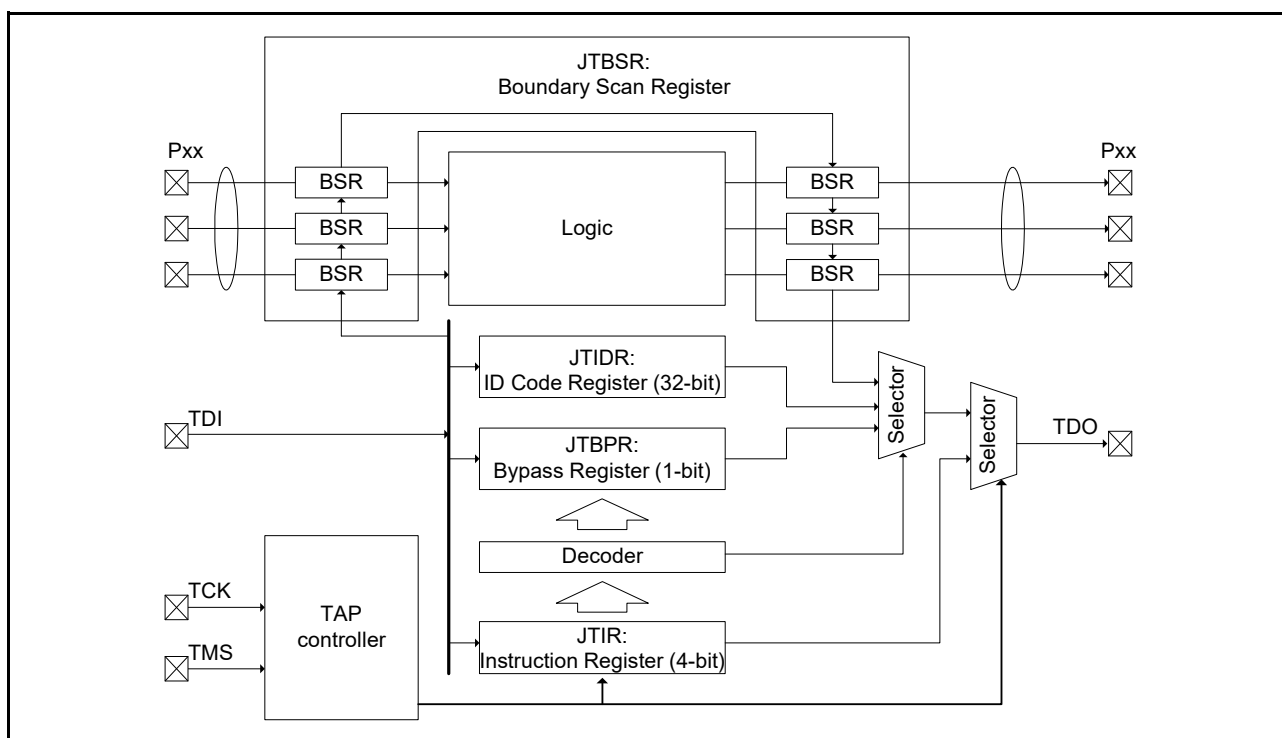 JTBSR:
Boundary Scan Register
Pxx
Pxx
BSR
BSR
BSR
Logic
BSR
BSR
BSR
JTIDR:
ID Code Register (32-bit)
Selector
Selector
TDI
TDO
JTBPR:
Bypass Register (1-bit)
Decoder
TCK
TMS
TAP
controller
JTIR:
Instruction Register (4-bit)